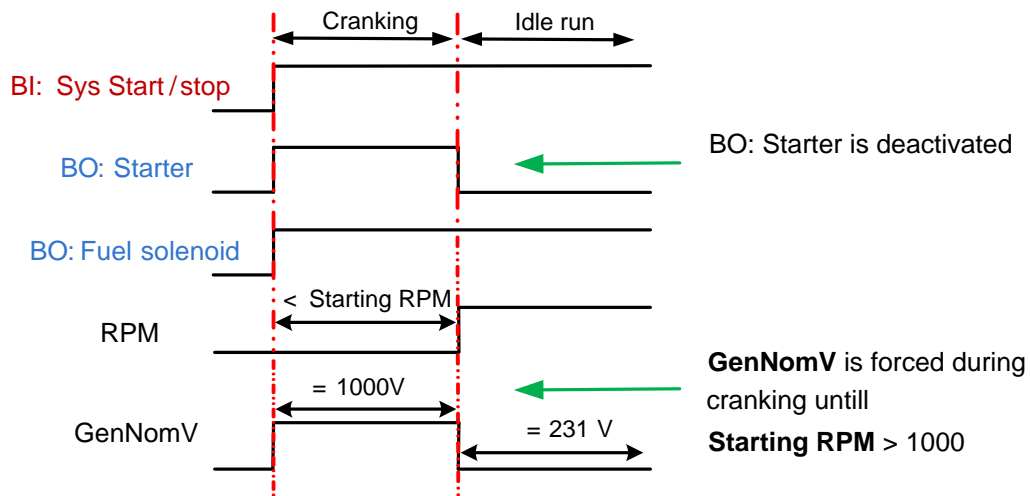 Cranking
Idle run
BI: Sys Start/stop
BO: Starter is deactivated
BO: Starter
BO: Fuel solenoid
< Starting RPM
RPM
GenNomV is forced during
= 1000V
cranking untill
GenNomV
= 231 V
Starting RPM > 1000